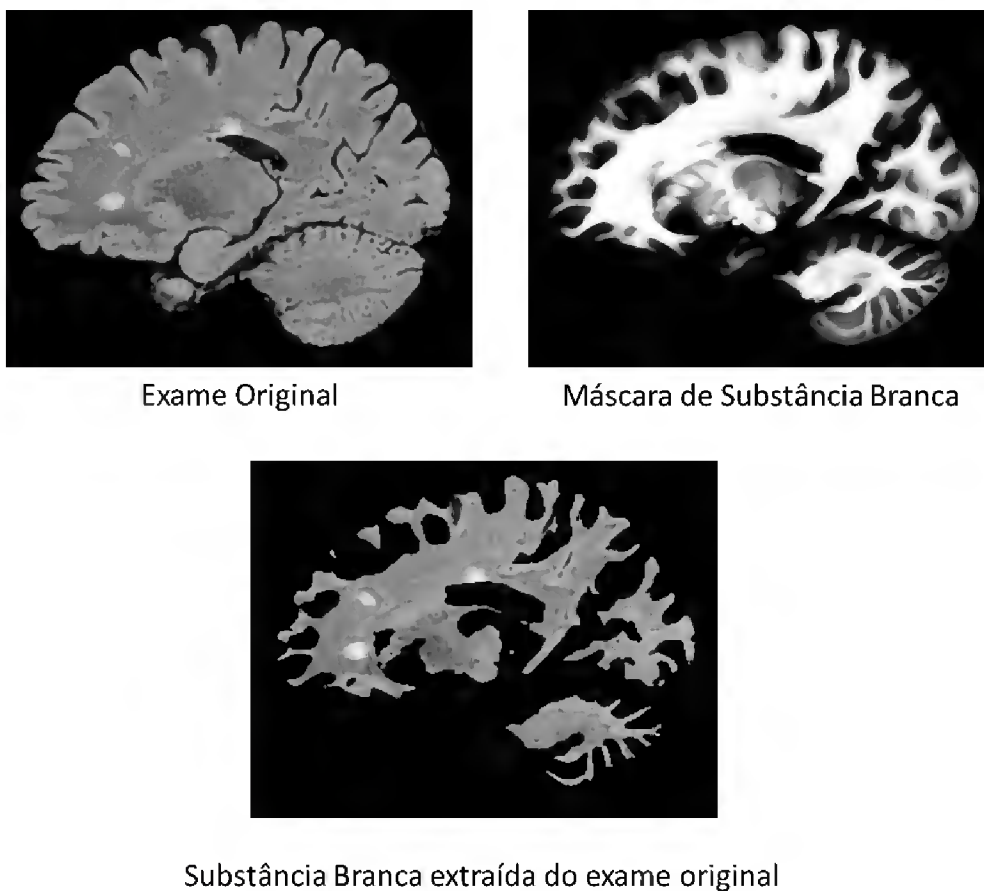 Exame Original
Máscara de Substância Branca
Substância Branca extraída do exame original